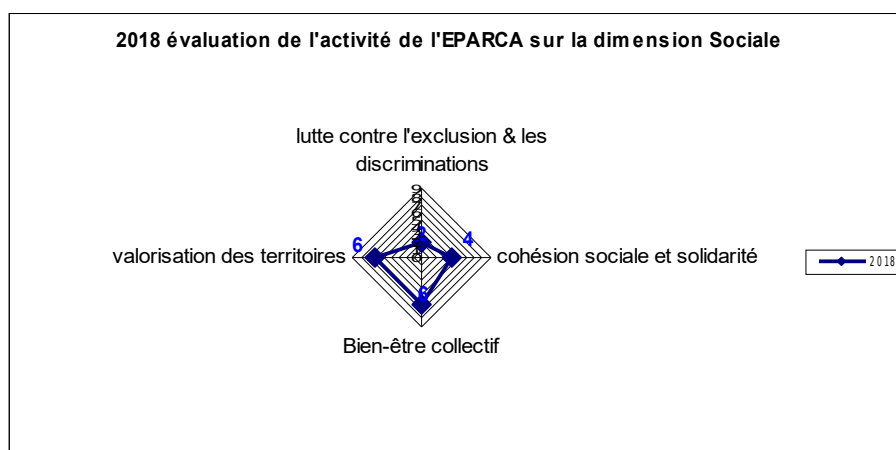 2018 évaluation de l'activité de l'EPARCA sur la dimension Sociale
lutte contre l'exclusion & les
discriminations
valorisation des territoires
6
4
cohésion sociale et solidarité
6
Bien-être collectif
2018